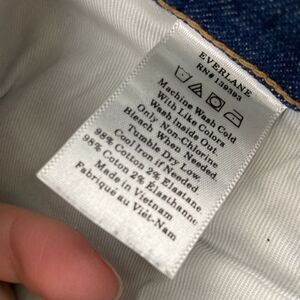 EVERLANE
RN# 139393
Machine Wash Cold
With Like Colors
Wash Inside Out
Only Non-Chlorine
Bleach When Needed.
Tumble Dry Low.
Cool Iron if Needed.
98% Cotton 2% Elastane.
98% Coton 2% Élasthanne.
Made in Vietnam
Fabriqué au Viêt-Nam